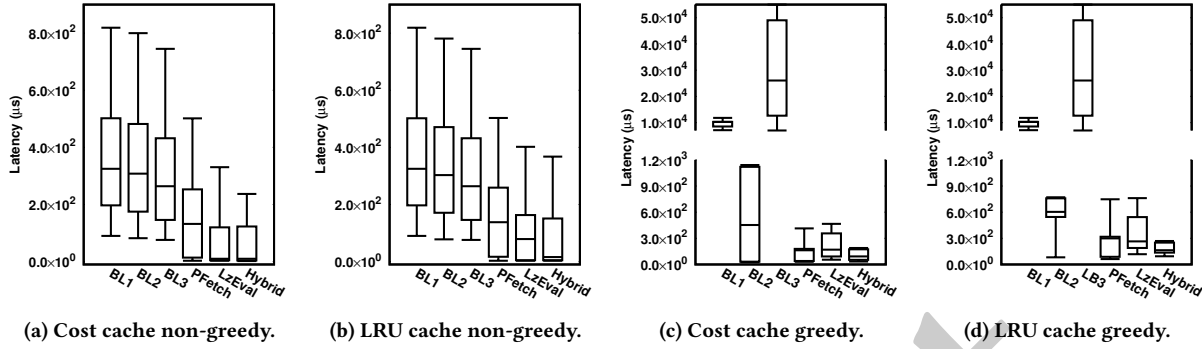 8.0×10²
6.0×10²
4.0×10²
2.0×10²
0.0×10⁰
Latency (μs)
BL1
BL2
BL3
PFetch
LzEval
Hybrid
(a) Cost cache non-greedy.
8.0×10²
6.0×10²
4.0×10²
2.0×10²
0.0×10⁰
Latency (μs)
BL1
BL2
BL3
PFetch
LzEval
Hybrid
(b) LRU cache non-greedy.
5.0×10⁴
4.0×10⁴
3.0×10⁴
2.0×10⁴
1.0×10⁴
1.2×10³
9.0×10²
6.0×10²
3.0×10²
0.0×10⁰
Latency (μs)
BL1
BL2
BL3
PFetch
LzEval
Hybrid
(c) Cost cache greedy.
5.0×10⁴
4.0×10⁴
3.0×10⁴
2.0×10⁴
1.0×10⁴
1.2×10³
9.0×10²
6.0×10²
3.0×10²
0.0×10⁰
Latency (μs)
BL1
BL2
LB3
PFetch
LzEval
Hybrid
(d) LRU cache greedy.